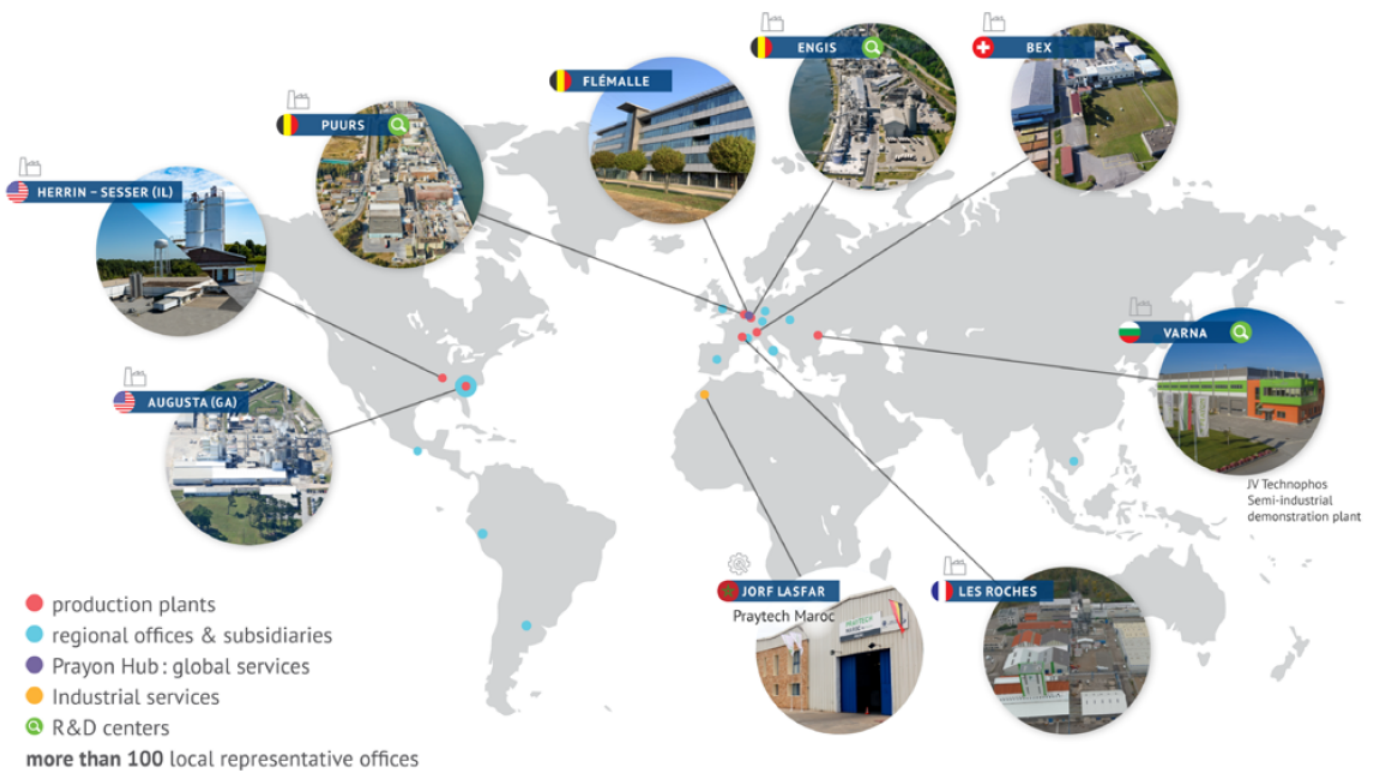 ENGIS
BEX
FLÉMALLE
PUURS
HERRIN – SESSER (IL)
VARNA
AUGUSTA (GA)
JV Technophos
Semi-industrial
demonstration plant
JORF LASFAR
Praytech Maroc
LES ROCHES
production plants
regional offices & subsidiaries
Prayon Hub : global services
Industrial services
R&D centers
more than 100 local representative offices